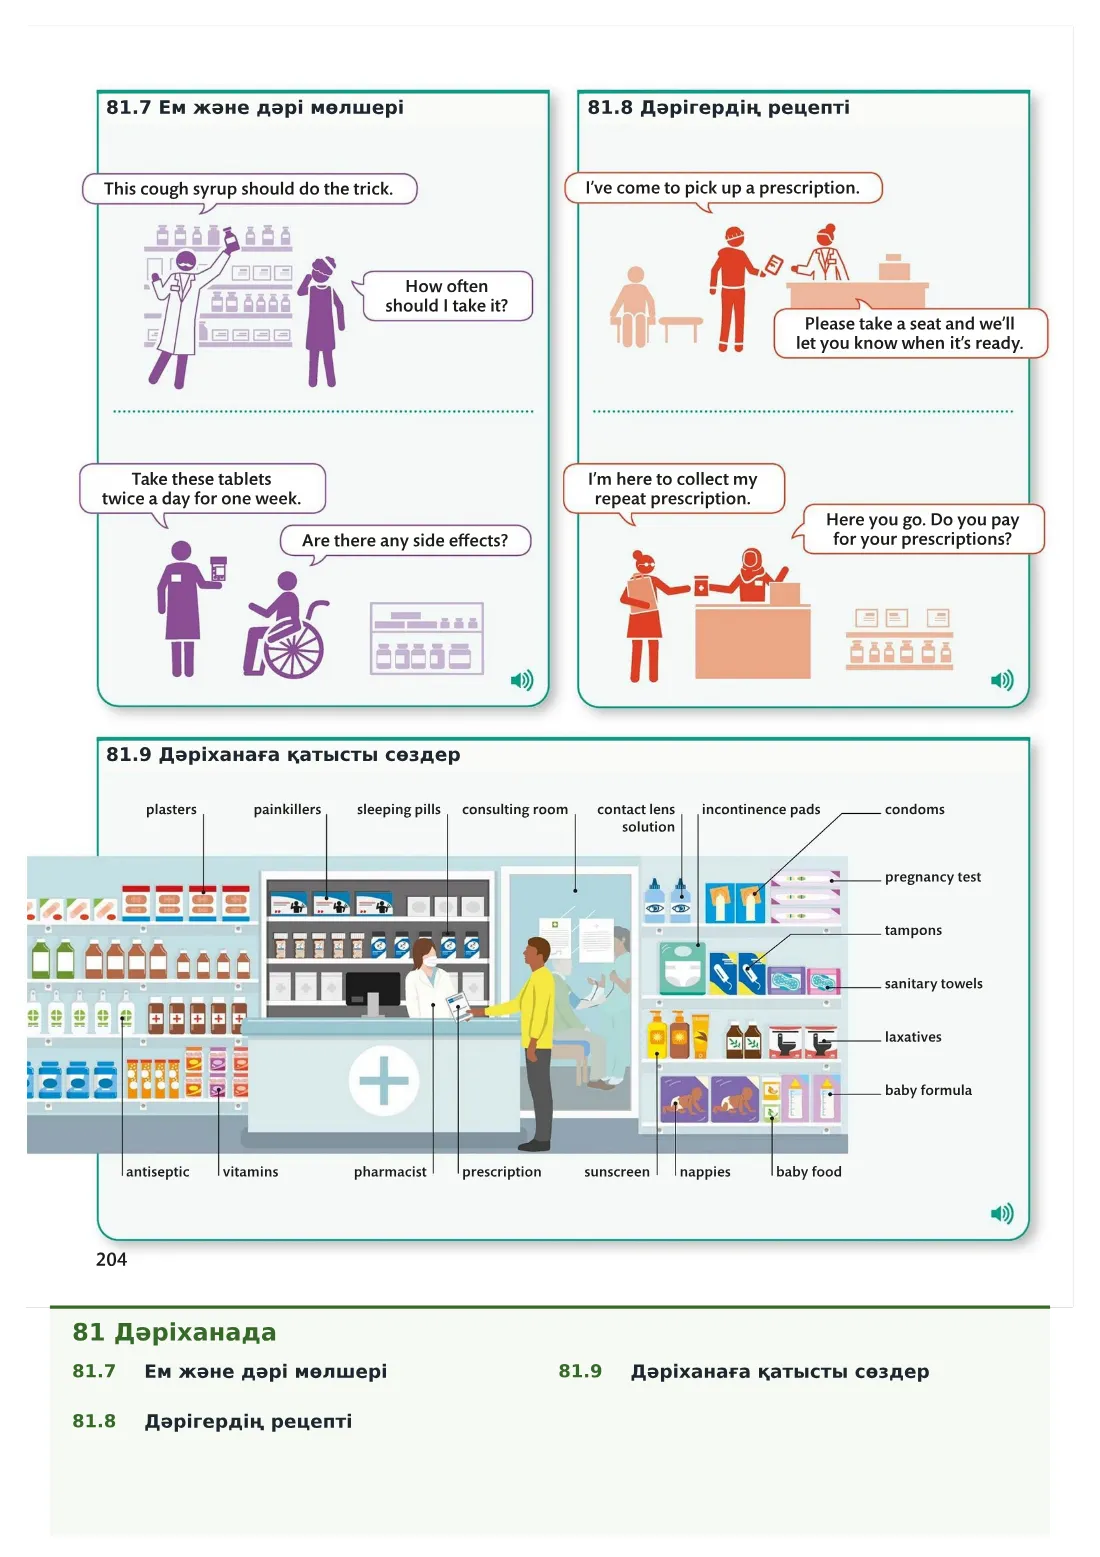 81.7 Ем және дәрі мөлшері
This cough syrup should do the trick.
How often
should I take it?
Take these tablets
twice a day for one week.
Are there any side effects?
81.8 Дәрігердің рецепті
I've come to pick up a prescription.
Please take a seat and we'll
let you know when it's ready.
I'm here to collect my
repeat prescription.
Here you go. Do you pay
for your prescriptions?
81.9 Дәріханаға қатысты сөздер
plasters
painkillers
sleeping pills
consulting room
contact lens
solution
incontinence pads
condoms
pregnancy test
tampons
sanitary towels
laxatives
baby formula
antiseptic
vitamins
pharmacist
prescription
sunscreen
nappies
baby food
204
81 Дәріханада
81.7 Ем және дәрі мөлшері
81.8 Дәрігердің рецепті
81.9 Дәріханаға қатысты сөздер